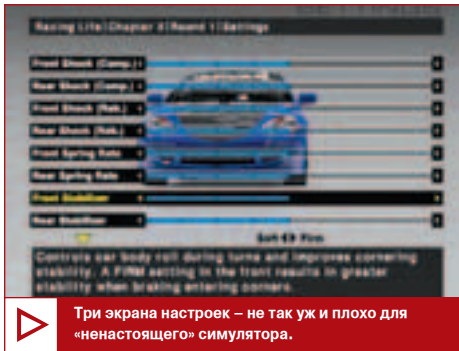 Racing Life|Chapter 3|Round 1|Settings
Front Shock (Comp.)
Rear Shock (Comp.)
Front Shock (Reb.)
Rear Shock (Reb.)
Front Spring Rate
Rear Spring Rate
Front Stabilizer
Rear Stabilizer
Soft Firm
Controls car body roll during turns and improves cornering
stability. A FIRM setting in the front results in greater
stability when braking entering corners.
Три экрана настроек – не так уж и плохо для
«ненастоящего» симулятора.